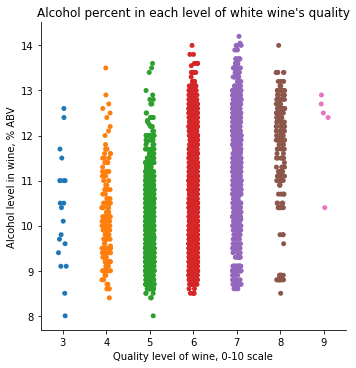 Alcohol percent in each level of white wine's quality
14
13
12
11
10
9
8
Alcohol level in wine, % ABV
3 4 5 6 7 8 9
Quality level of wine, 0-10 scale